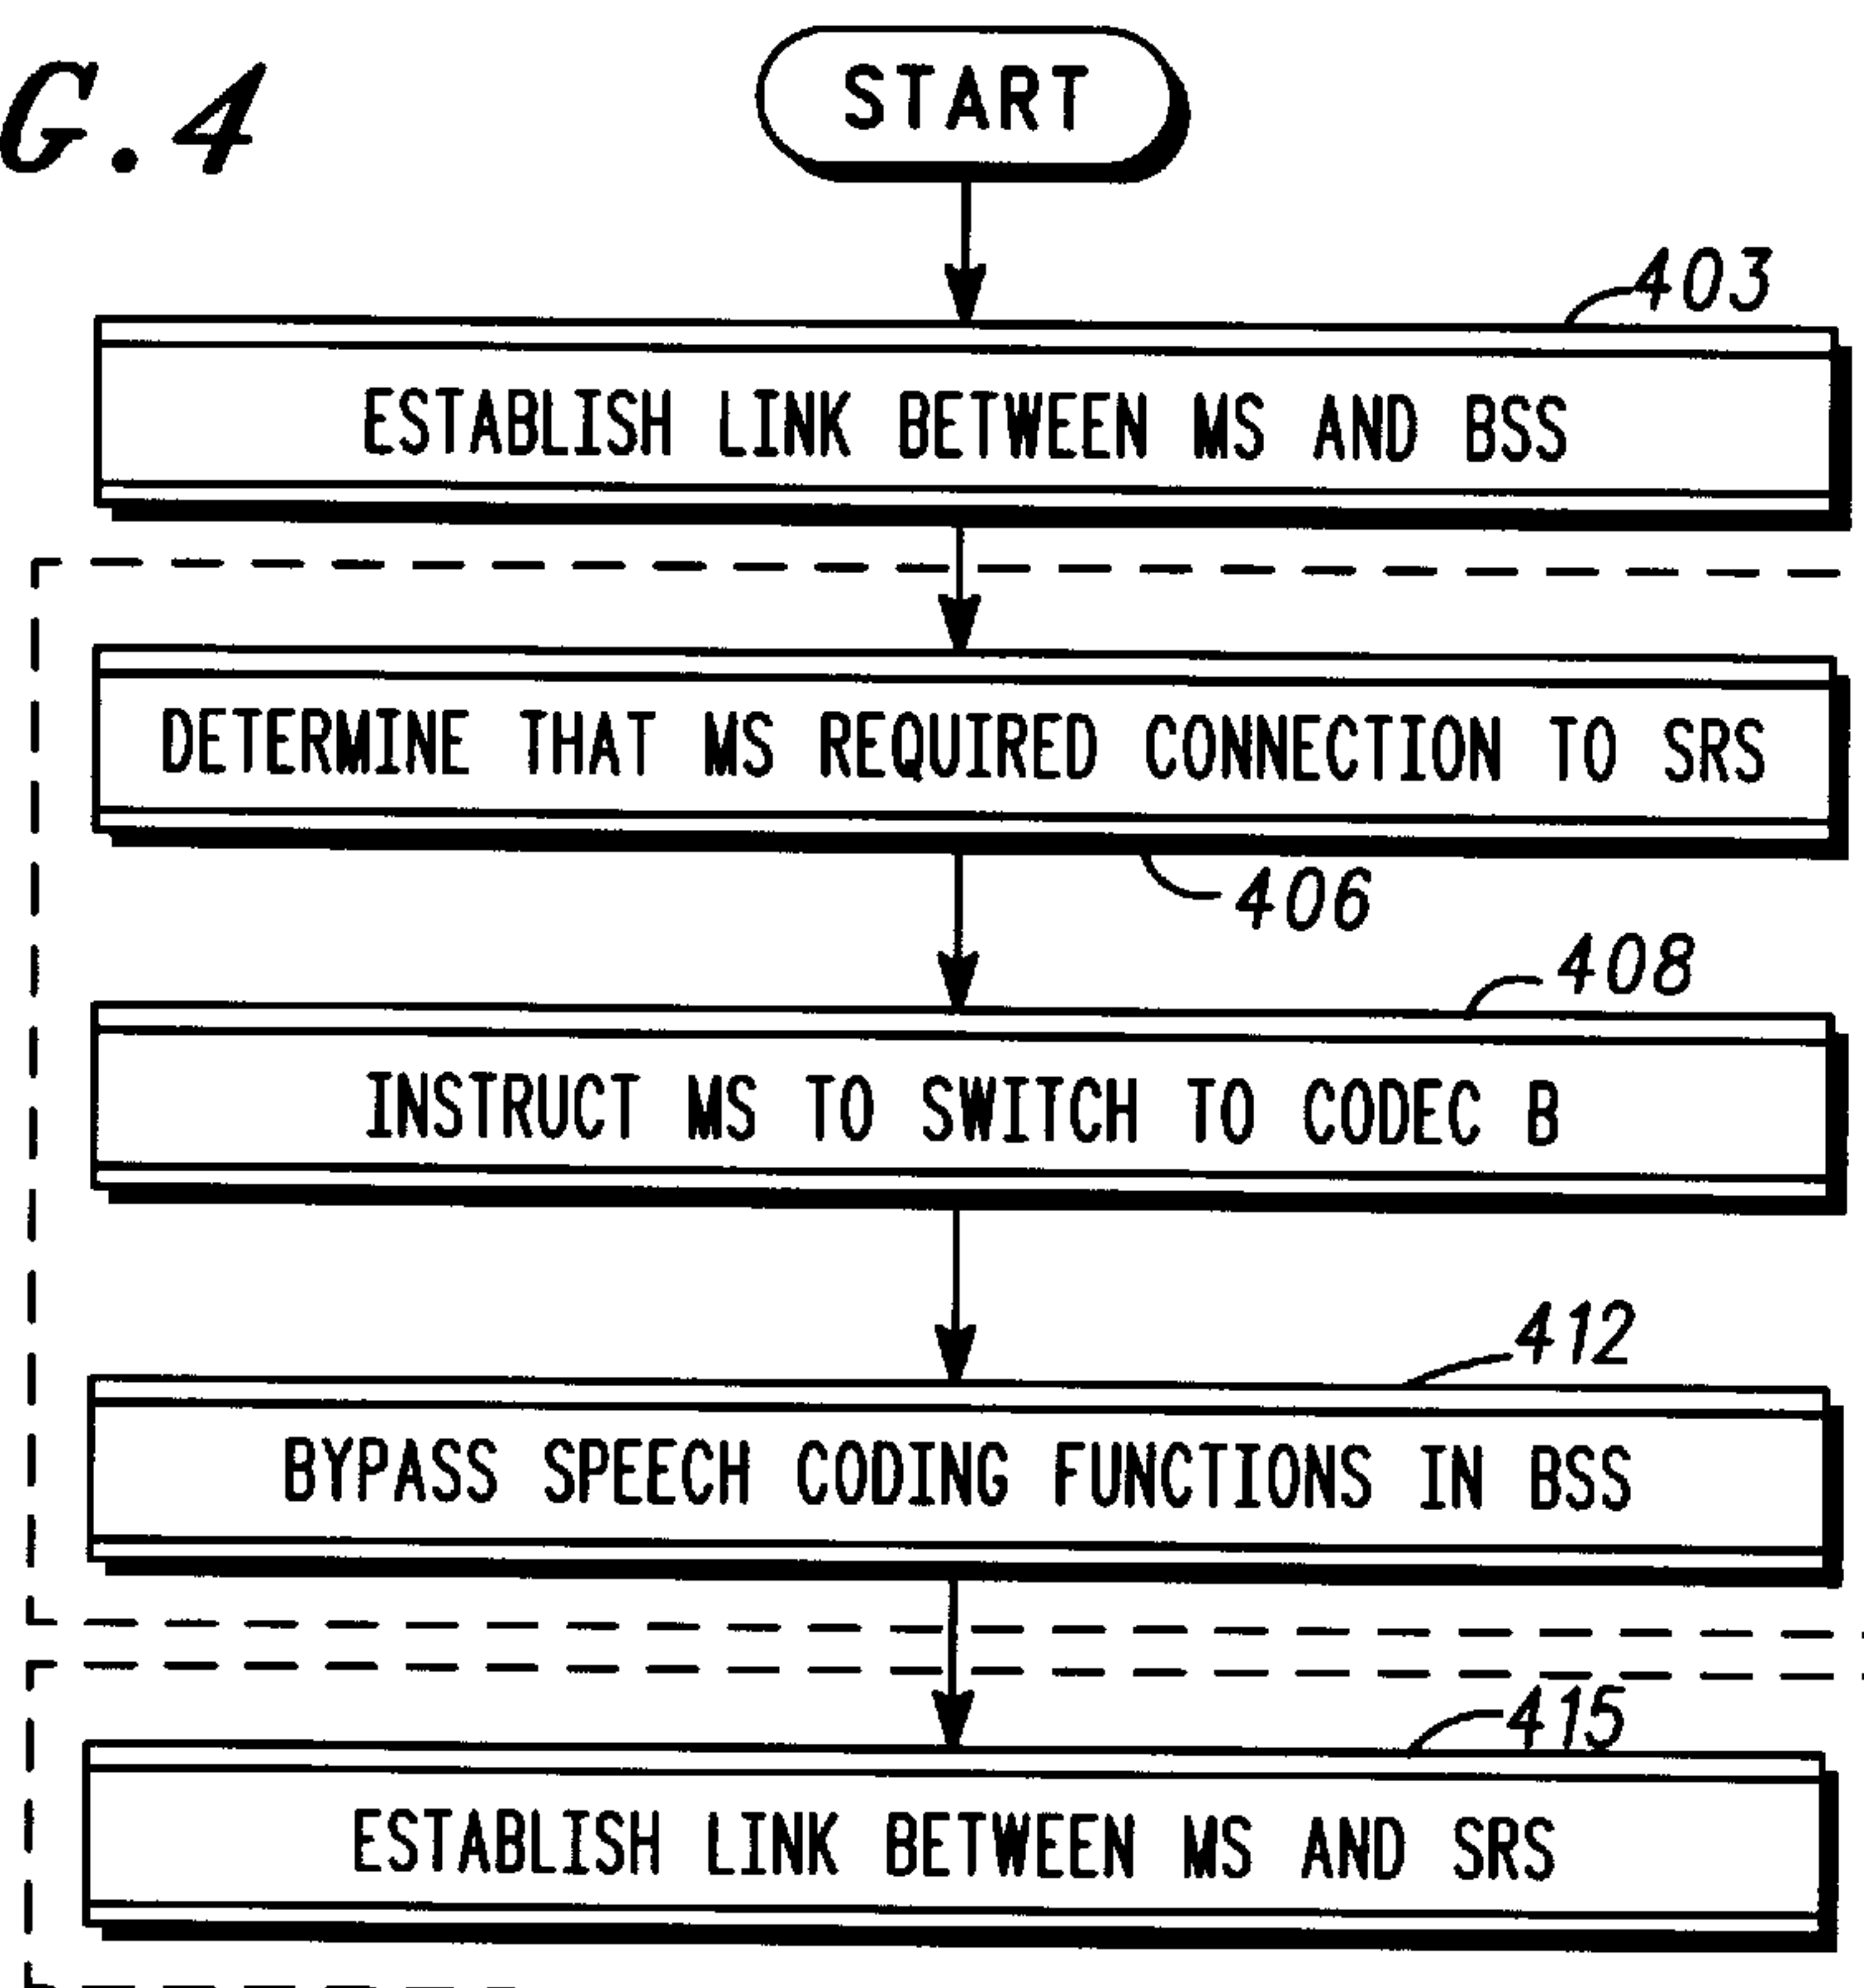 G.4
START
403
ESTABLISH LINK BETWEEN MS AND BSS
DETERMINE THAT MS REQUIRED CONNECTION TO SRS
406
408
INSTRUCT MS TO SWITCH TO CODEC B
412
BYPASS SPEECH CODING FUNCTIONS IN BSS
415
ESTABLISH LINK BETWEEN MS AND SRS